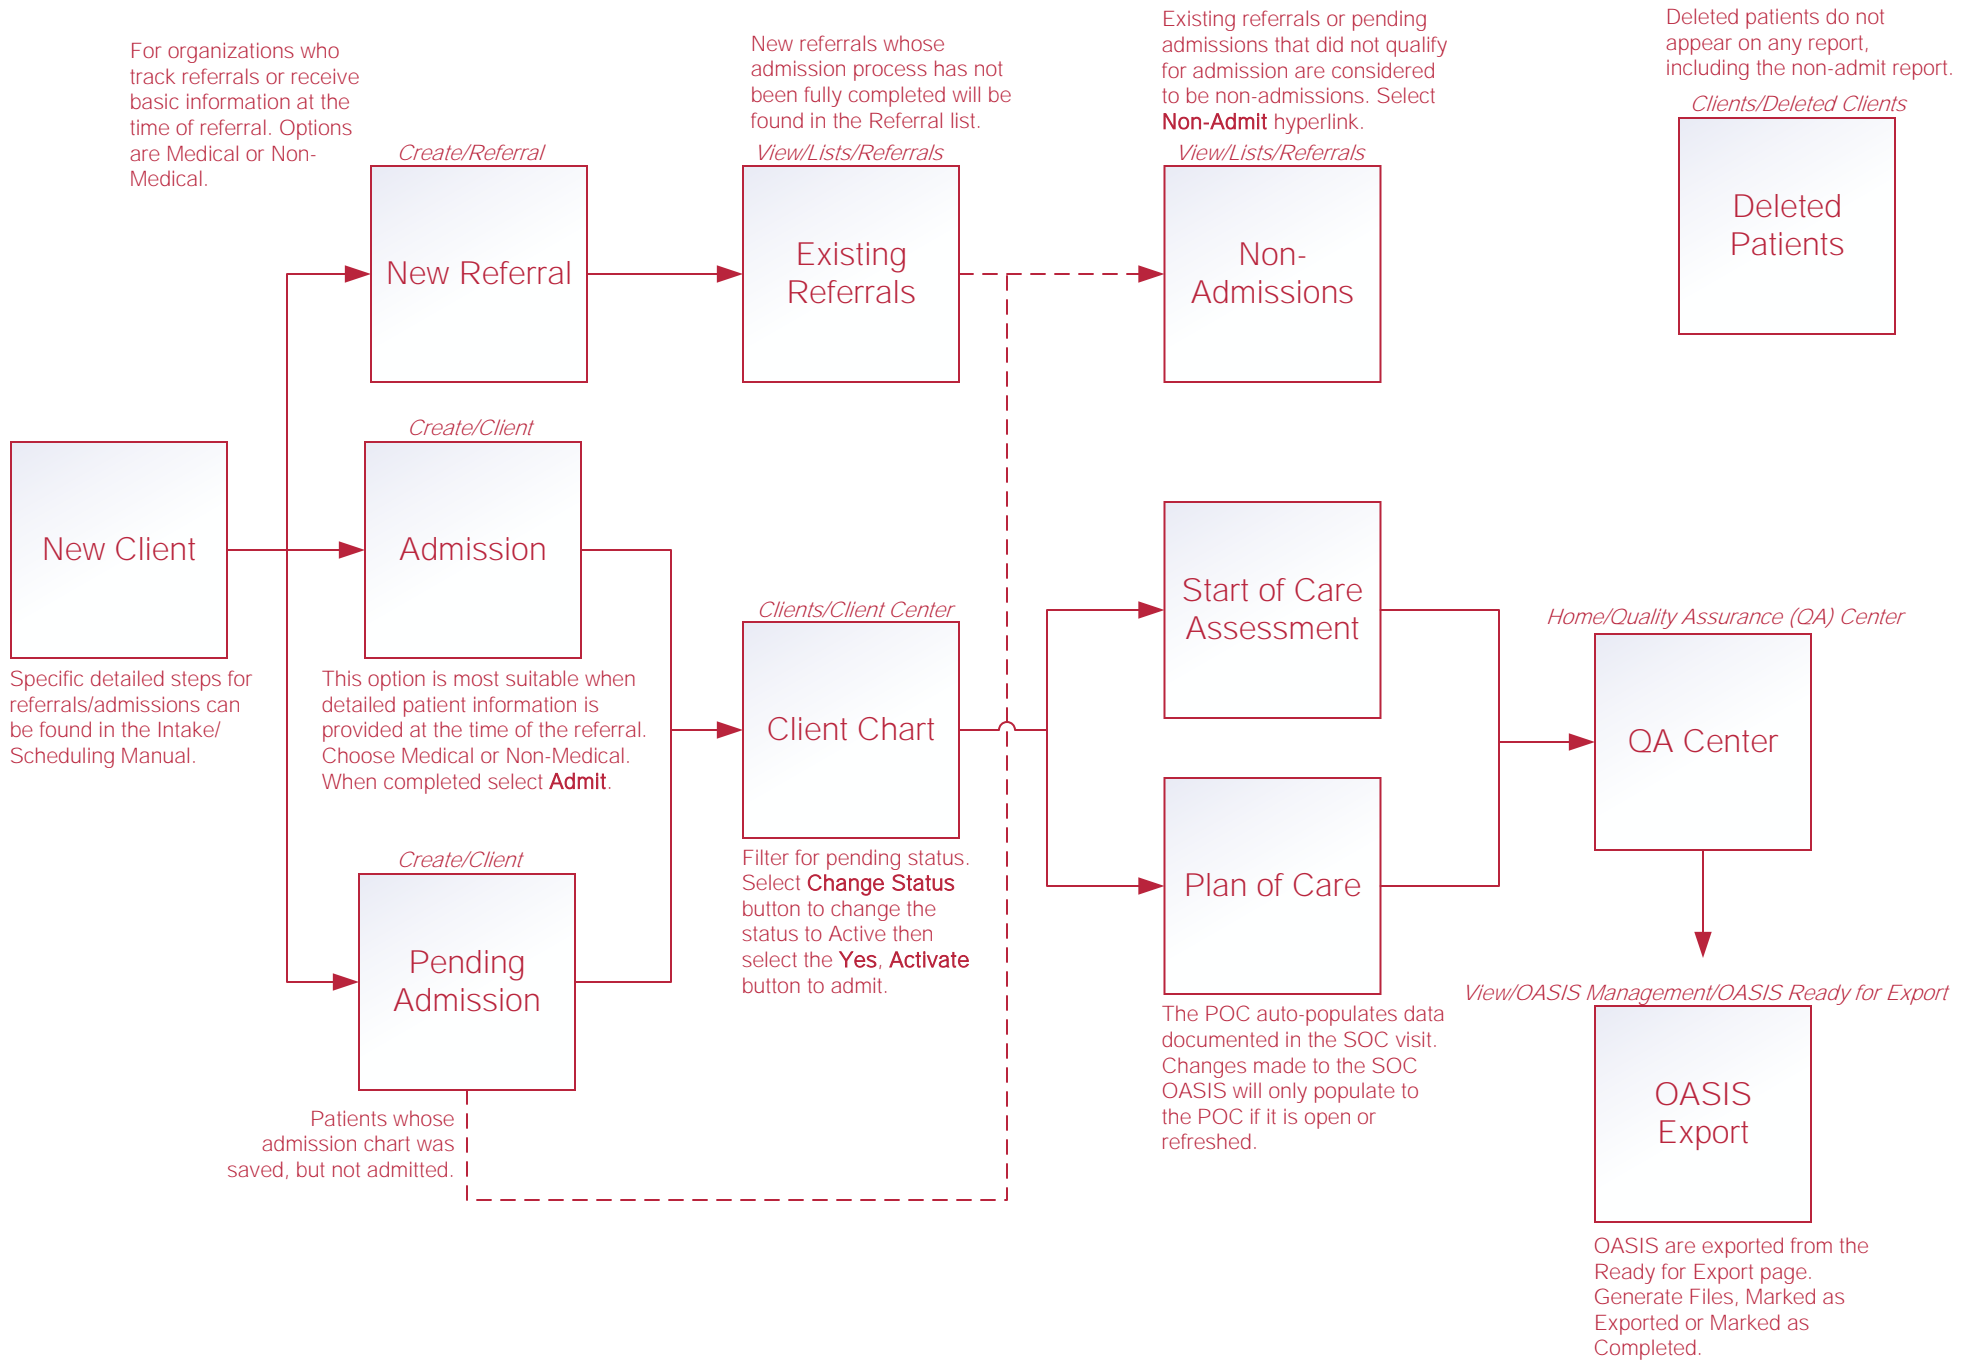 For organizations who
track referrals or receive
basic information at the
time of referral. Options
are Medical or Non-
Medical.
New referrals whose
admission process has not
been fully completed will be
found in the Referral list.
Existing referrals or pending
admissions that did not qualify
for admission are considered
to be non-admissions. Select
Non-Admit hyperlink.
Deleted patients do not
appear on any report,
including the non-admit report.
Create/Referral
New Referral
View/Lists/Referrals
Existing
Referrals
View/Lists/Referrals
Non-
Admissions
Clients/Deleted Clients
Deleted
Patients
New Client
Specific detailed steps for
referrals/admissions can
be found in the Intake/
Scheduling Manual.
Create/Client
Admission
This option is most suitable when
detailed patient information is
provided at the time of the referral.
Choose Medical or Non-Medical.
When completed select Admit.
Create/Client
Pending
Admission
Patients whose
admission chart was
saved, but not admitted.
Clients/Client Center
Client Chart
Filter for pending status.
Select Change Status
button to change the
status to Active then
select the Yes, Activate
button to admit.
Start of Care
Assessment
Plan of Care
The POC auto-populates data
documented in the SOC visit.
Changes made to the SOC
OASIS will only populate to
the POC if it is open or
refreshed.
Home/Quality Assurance (QA) Center
QA Center
View/OASIS Management/OASIS Ready for Export
OASIS
Export
OASIS are exported from the
Ready for Export page.
Generate Files, Marked as
Exported or Marked as
Completed.